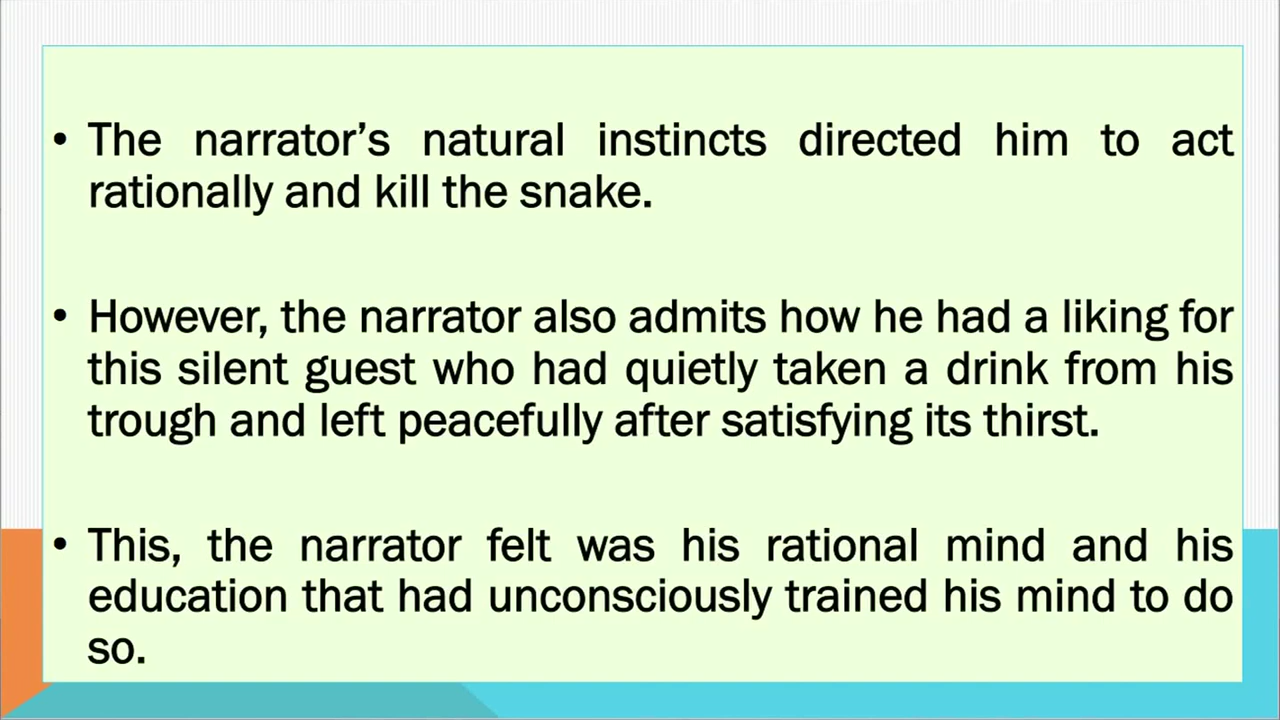 • The narrator’s natural instincts directed him to act
rationally and kill the snake.
• However, the narrator also admits how he had a liking for
this silent guest who had quietly taken a drink from his
trough and left peacefully after satisfying its thirst.
• This, the narrator felt was his rational mind and his
education that had unconsciously trained his mind to do
so.